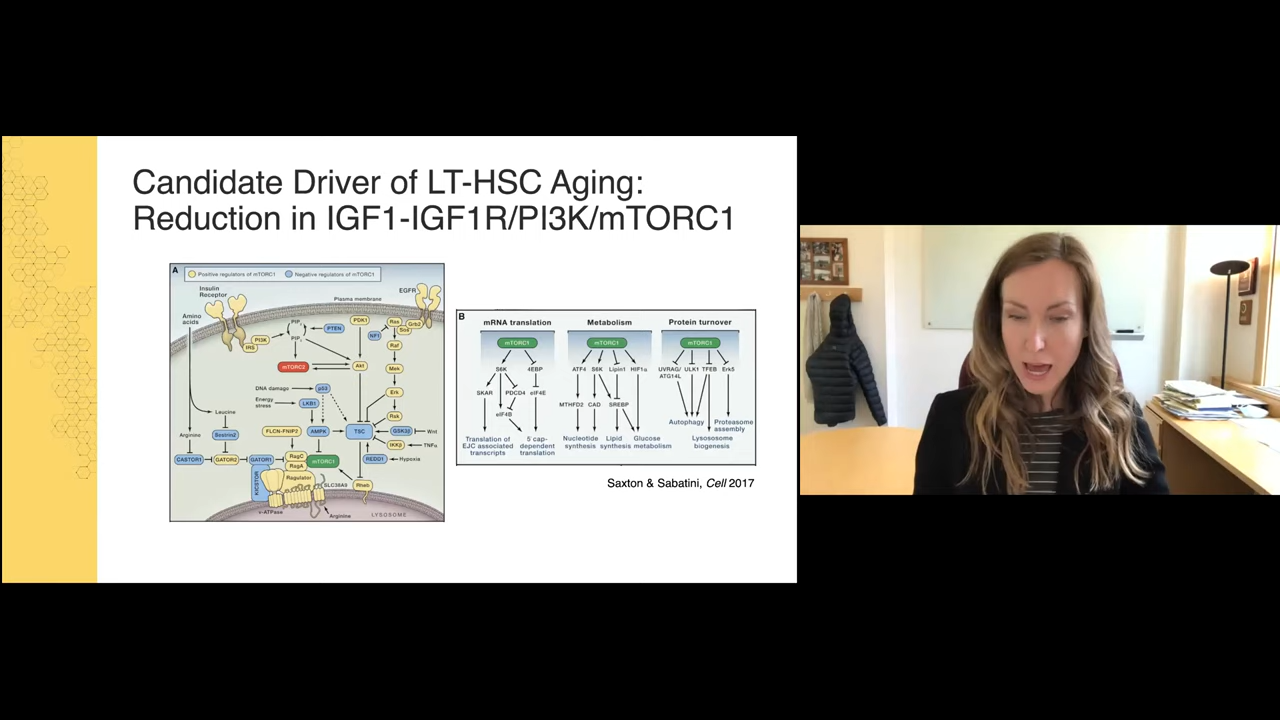 Candidate Driver of LT-HSC Aging:
Reduction in IGF1-IGF1R/PI3K/mTORC1
A
Positive regulators of mTORC1
Negative regulators of mTORC1
Insulin
Receptor
EGFR
Plasma membrane
Amino
acids
PI3K
IRS
PTEN
PDK1
NF1
Ras
Grb2
Raf
mTORC2
Akt
Mek
DNA damage
p53
Energy
stress
LKB1
Erk
Rsk
Leucine
FLCN-FNIP2
AMPK
TSC
GSK3β
Wnt
Arginine
Sestrin2
IKKβ
TNFα
CASTOR1
GATOR2
GATOR1
RagC
RagA
mTORC1
REDD1
Hypoxia
KICSTOR
Regulator
SLC38A9
Rheb
v-ATPase
Arginine
LYSOSOME
B
mRNA translation
Metabolism
Protein turnover
mTORC1
mTORC1
mTORC1
S6K
4EBP
ATF4
S6K
Lipin1
HIF1α
UVRAG/
ATG14L
ULK1
TFEB
Erk5
SKAR
PDCD4
eIF4E
eIF4B
MTHFD2
CAD
SREBP
Autophagy
Proteasome
assembly
Translation of
EJC associated
transcripts
5' cap-
dependent
translation
Nucleotide
synthesis
Lipid
synthesis
Glucose
metabolism
Lysososome
biogenesis
Saxton & Sabatini, Cell 2017